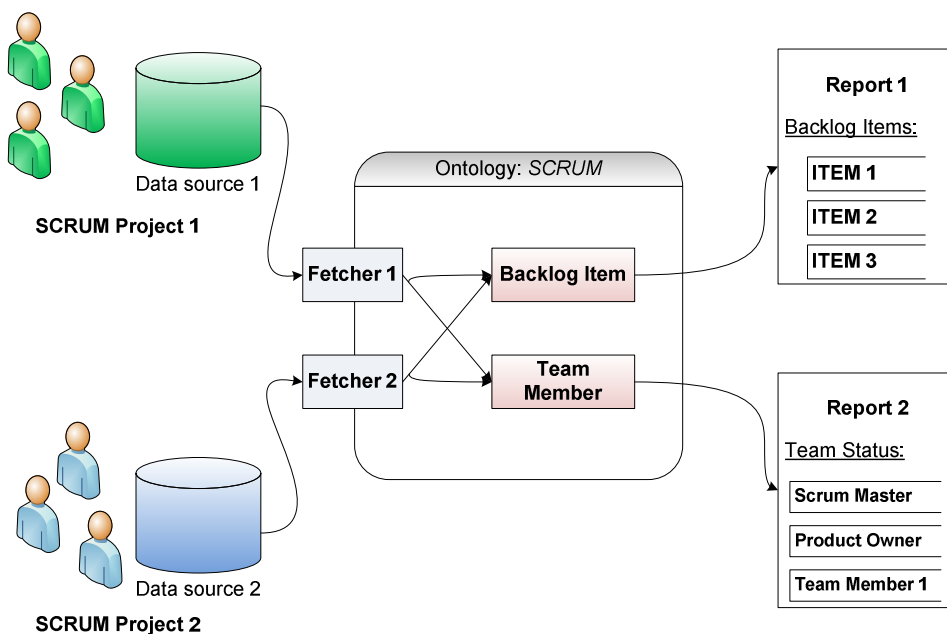 Data source 1
SCRUM Project 1
Ontology: SCRUM
Fetcher 1
Backlog Item
Fetcher 2
Team
Member
Data source 2
SCRUM Project 2
Report 1
Backlog Items:
ITEM 1
ITEM 2
ITEM 3
Report 2
Team Status:
Scrum Master
Product Owner
Team Member 1